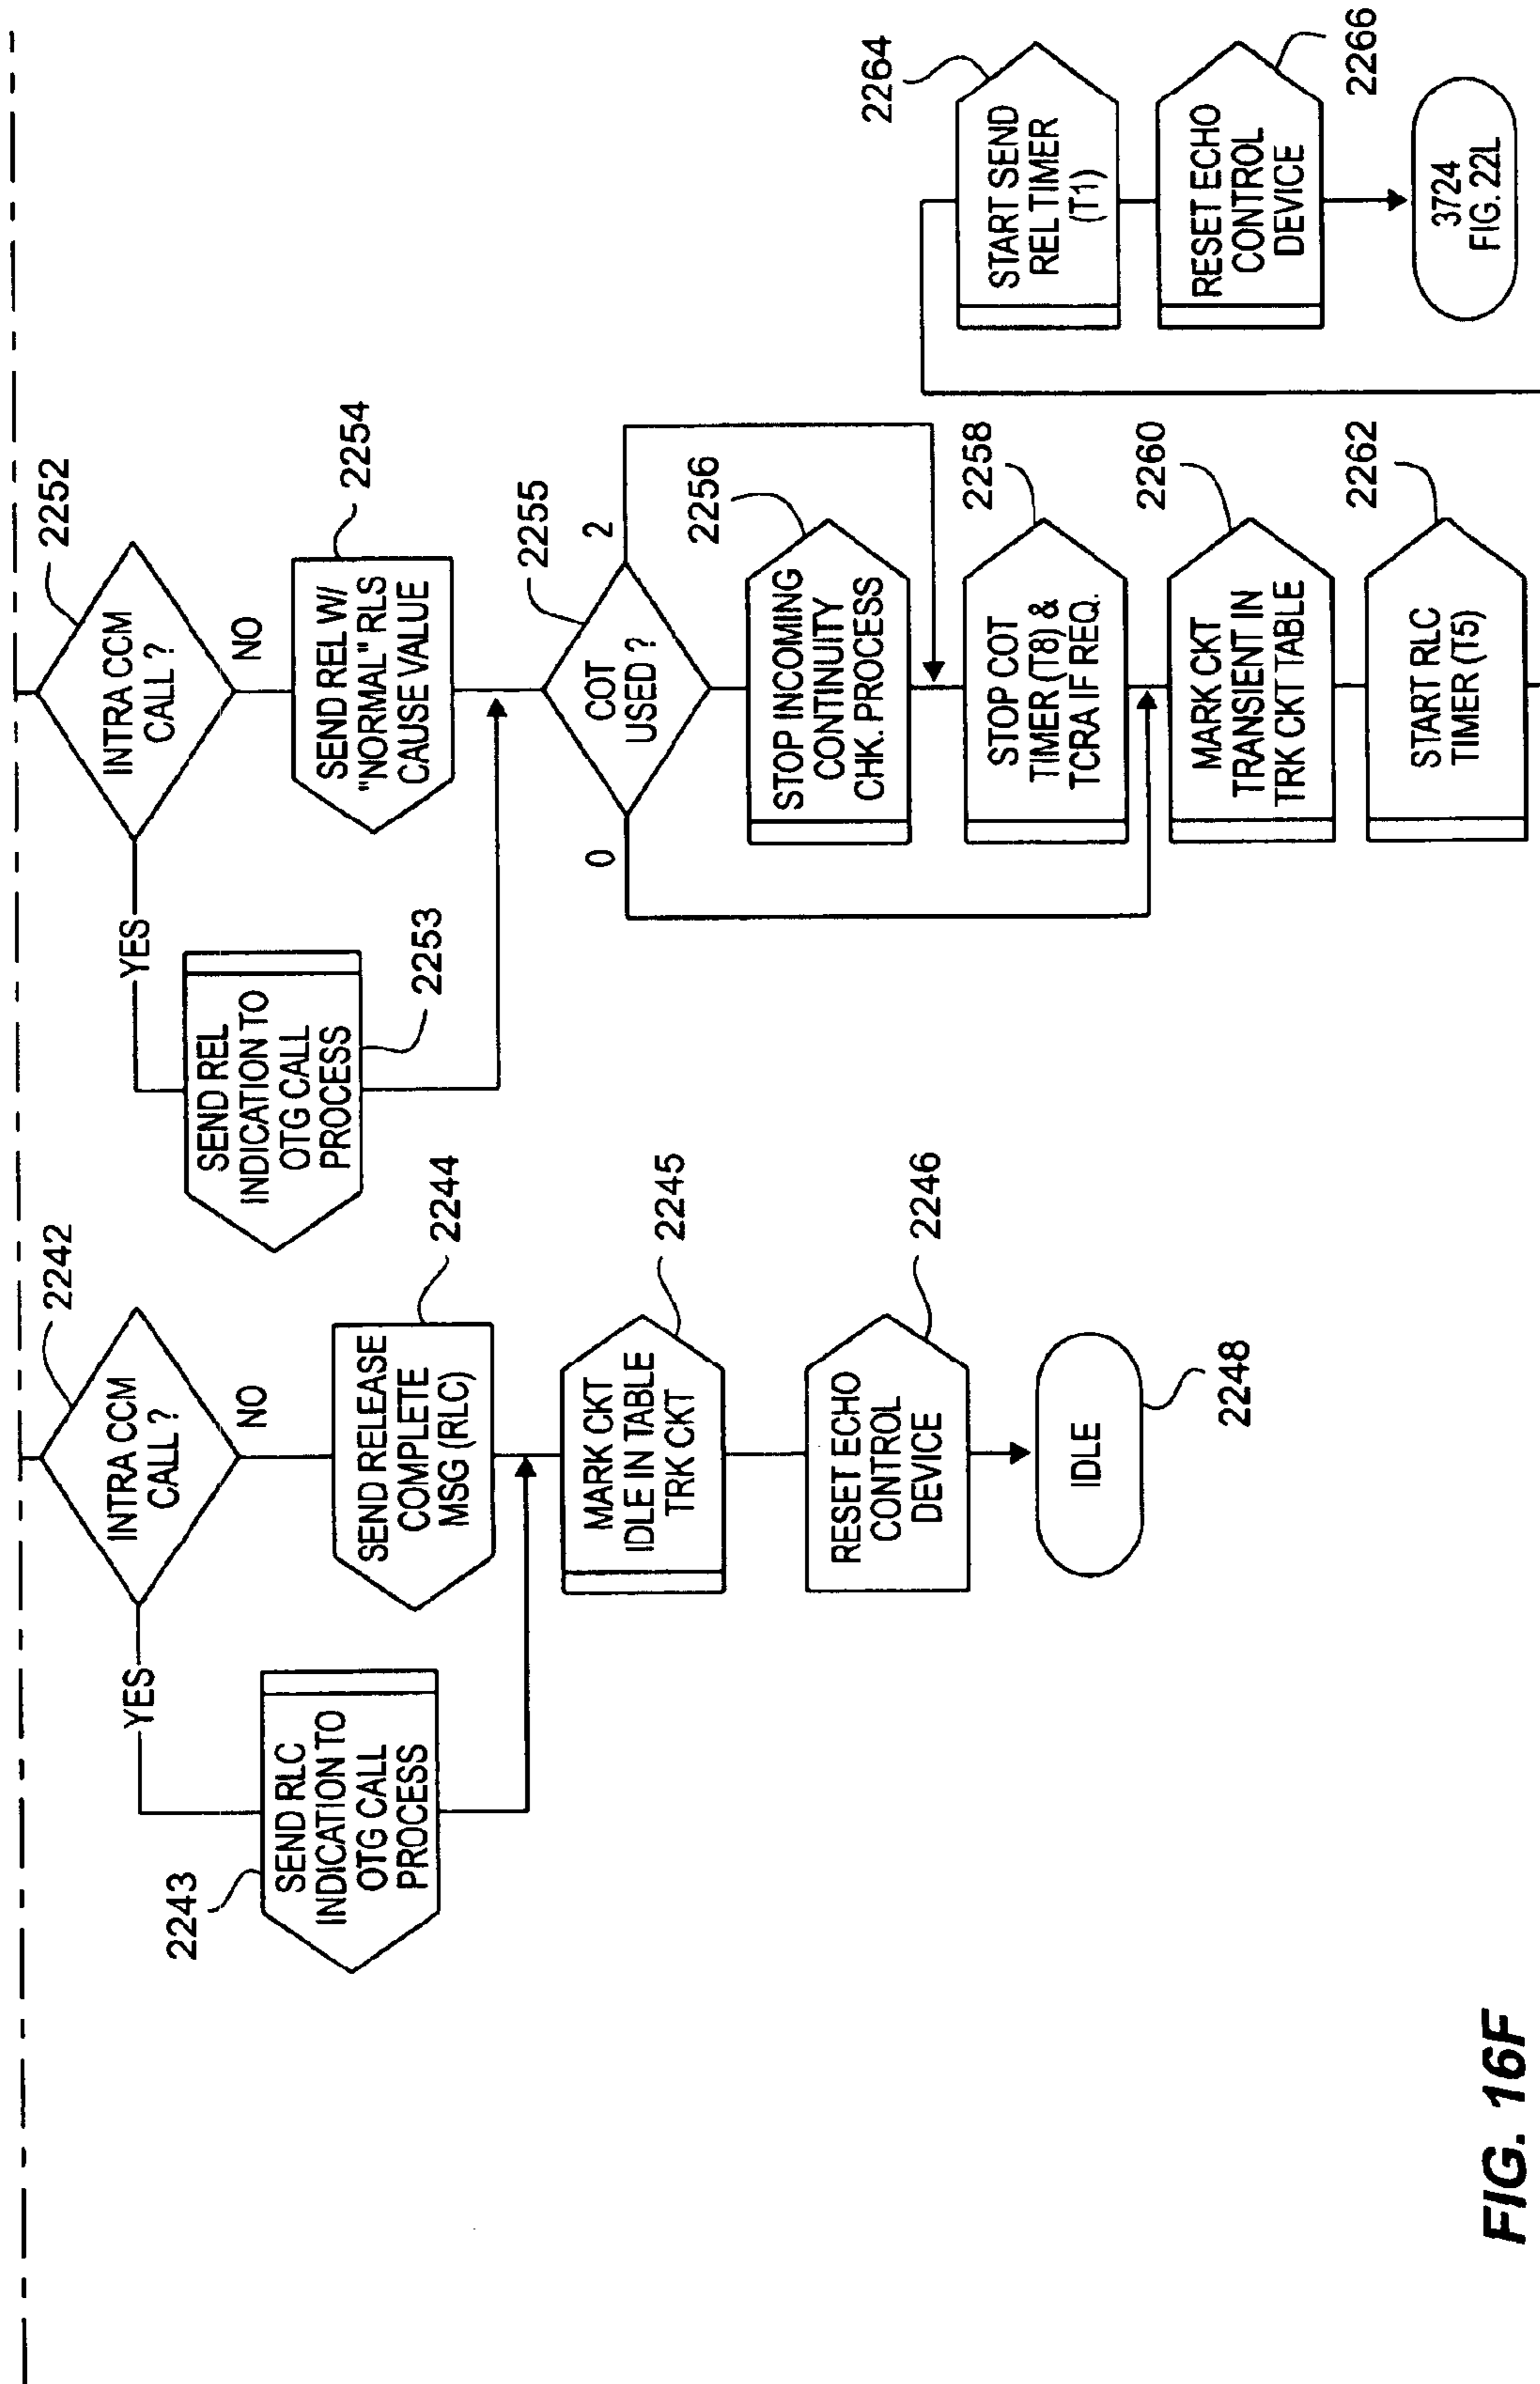 2242
INTRA CCM
CALL ?
YES
NO
2243
SEND RLC
INDICATION TO
OTG CALL
PROCESS
2244
SEND RELEASE
COMPLETE
MSG (RLC)
2245
MARK CKT
IDLE IN TABLE
TRK CKT
2246
RESET ECHO
CONTROL
DEVICE
IDLE
2248
2252
INTRA CCM
CALL ?
YES
NO
SEND REL
INDICATION TO
OTG CALL
PROCESS
2253
2254
SEND REL W/
"NORMAL" RLS
CAUSE VALUE
2255
COT
USED ?
0
2
2256
STOP INCOMING
CONTINUITY
CHK. PROCESS
2258
STOP COT
TIMER (T8) &
TCRA IF REQ.
2260
MARK CKT
TRANSIENT IN
TRK CKT TABLE
2262
START RLC
TIMER (T5)
2264
START SEND
REL TIMER
(T1)
2266
RESET ECHO
CONTROL
DEVICE
3724
FIG. 22L
FIG. 16F